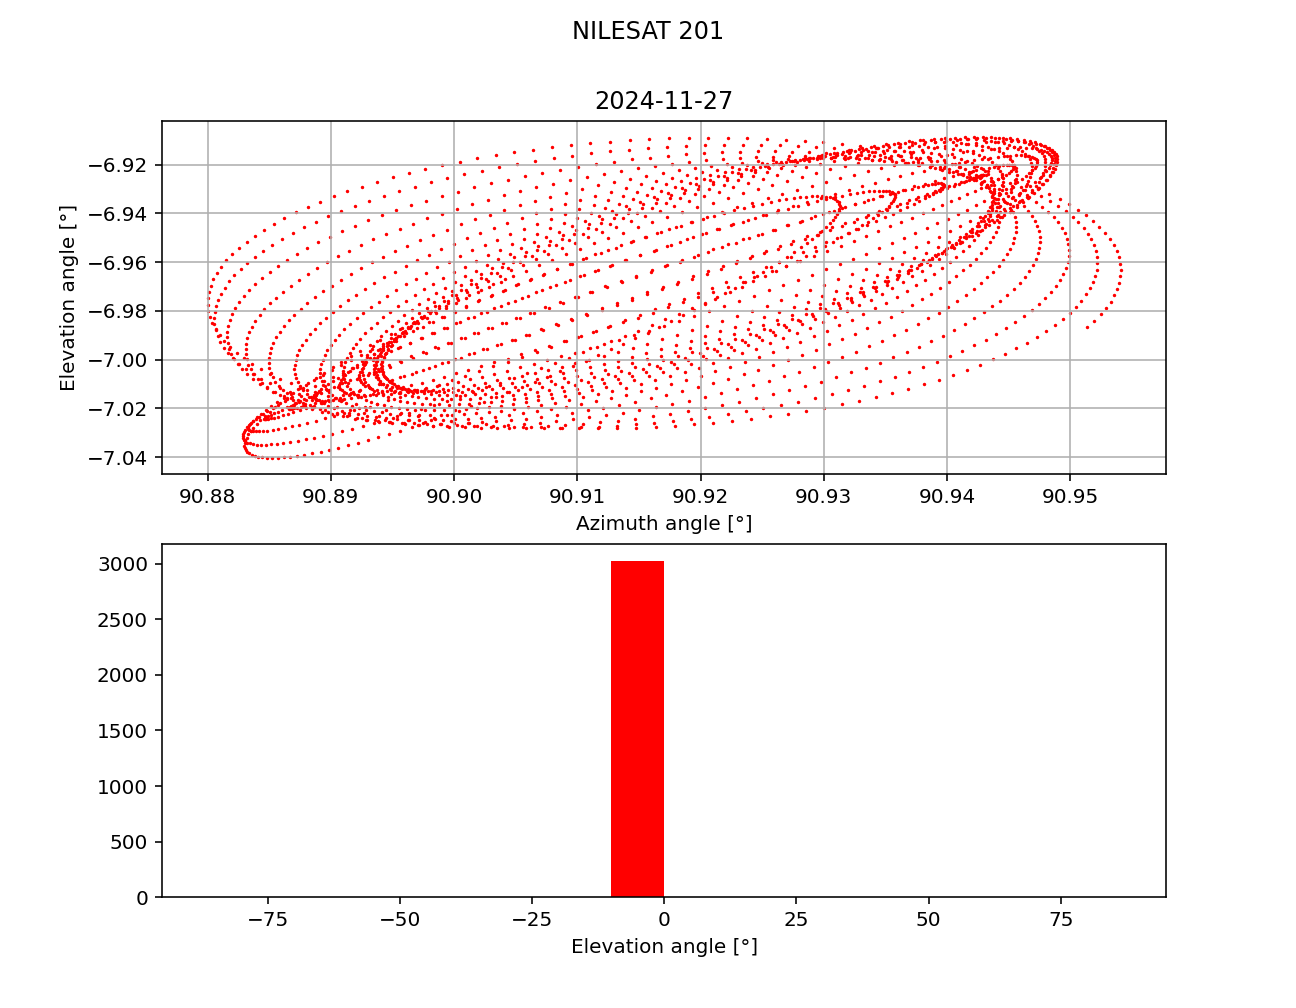 NILESAT 201
2024-11-27
−6.92
−6.94
−6.96
−6.98
−7.00
−7.02
−7.04
Elevation angle [°]
90.88 90.89 90.90 90.91 90.92 90.93 90.94 90.95
Azimuth angle [°]
3000
2500
2000
1500
1000
500
0
−75 −50 −25 0 25 50 75
Elevation angle [°]